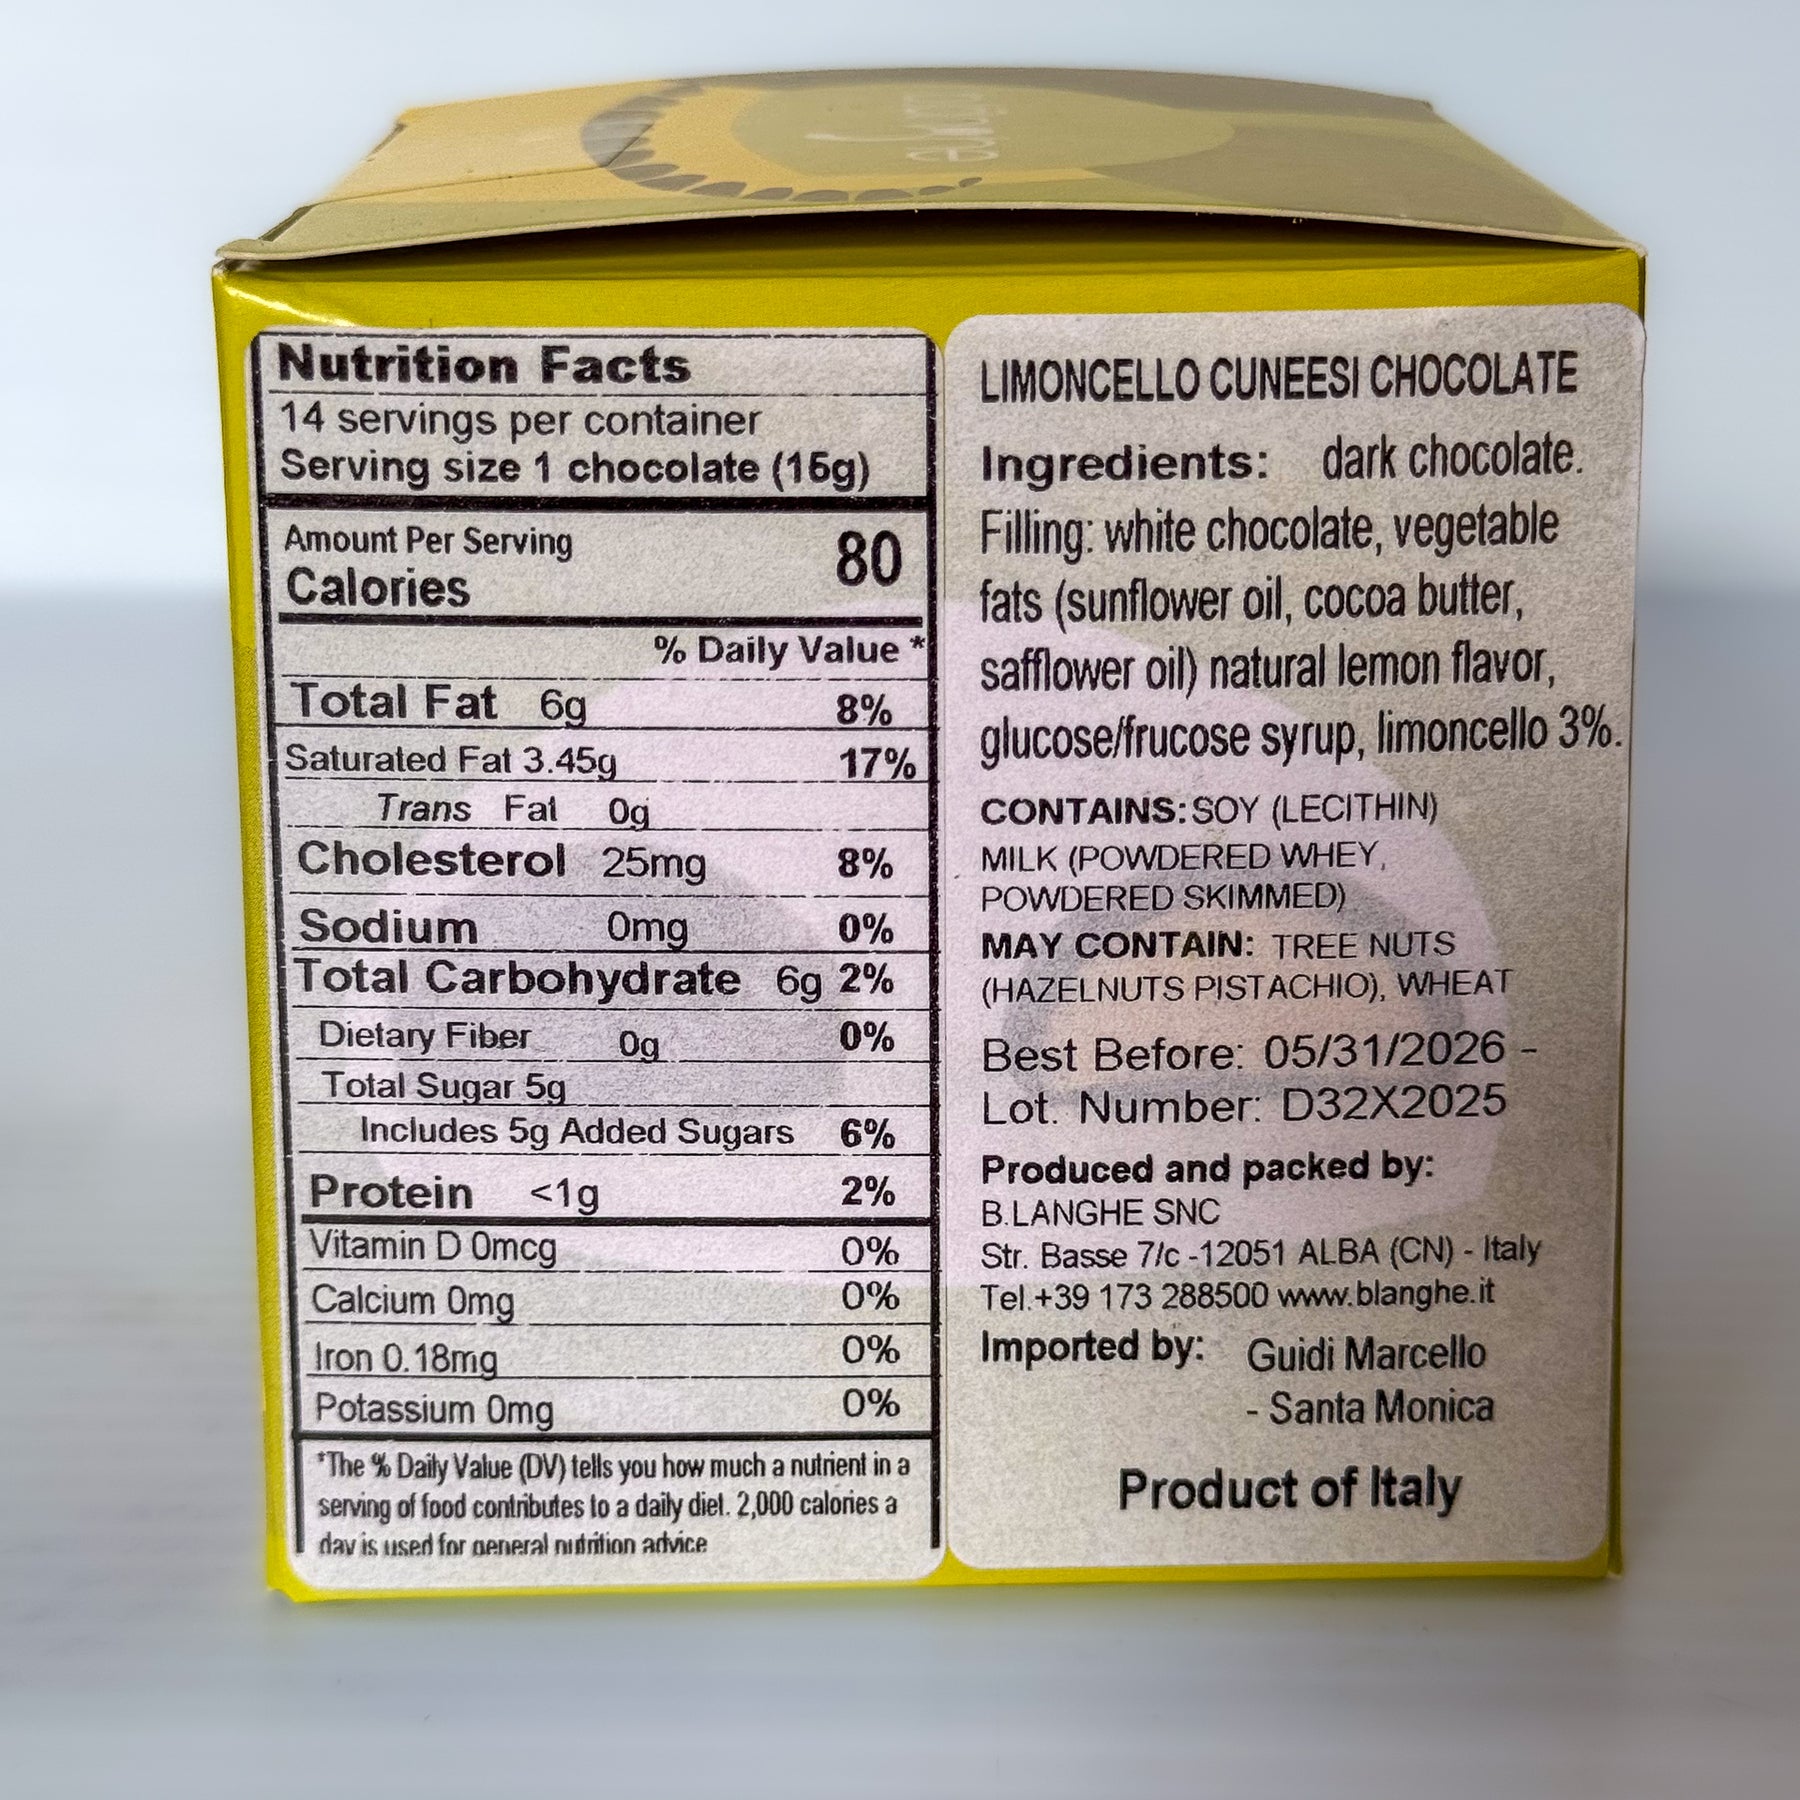 Nutrition Facts
14 servings per container
Serving size 1 chocolate (15g)
Amount Per Serving
Calories 80
% Daily Value *
Total Fat 6g 8%
Saturated Fat 3.45g 17%
Trans Fat 0g
Cholesterol 25mg 8%
Sodium 0mg 0%
Total Carbohydrate 6g 2%
Dietary Fiber 0g 0%
Total Sugar 5g
Includes 5g Added Sugars 6%
Protein <1g 2%
Vitamin D 0mcg 0%
Calcium 0mg 0%
Iron 0.18mg 0%
Potassium 0mg 0%
*The % Daily Value (DV) tells you how much a nutrient in a
serving of food contributes to a daily diet. 2,000 calories a
day is used for general nutrition advice
LIMONCELLO CUNEESI CHOCOLATE
Ingredients: dark chocolate.
Filling: white chocolate, vegetable
fats (sunflower oil, cocoa butter,
safflower oil) natural lemon flavor,
glucose/frucose syrup, limoncello 3%.
CONTAINS: SOY (LECITHIN)
MILK (POWDERED WHEY,
POWDERED SKIMMED)
MAY CONTAIN: TREE NUTS
(HAZELNUTS PISTACHIO), WHEAT
Best Before: 05/31/2026 -
Lot. Number: D32X2025
Produced and packed by:
B.LANGHE SNC
Str. Basse 7/c -12051 ALBA (CN) - Italy
Tel.+39 173 288500 www.blanghe.it
Imported by: Guidi Marcello
- Santa Monica
Product of Italy